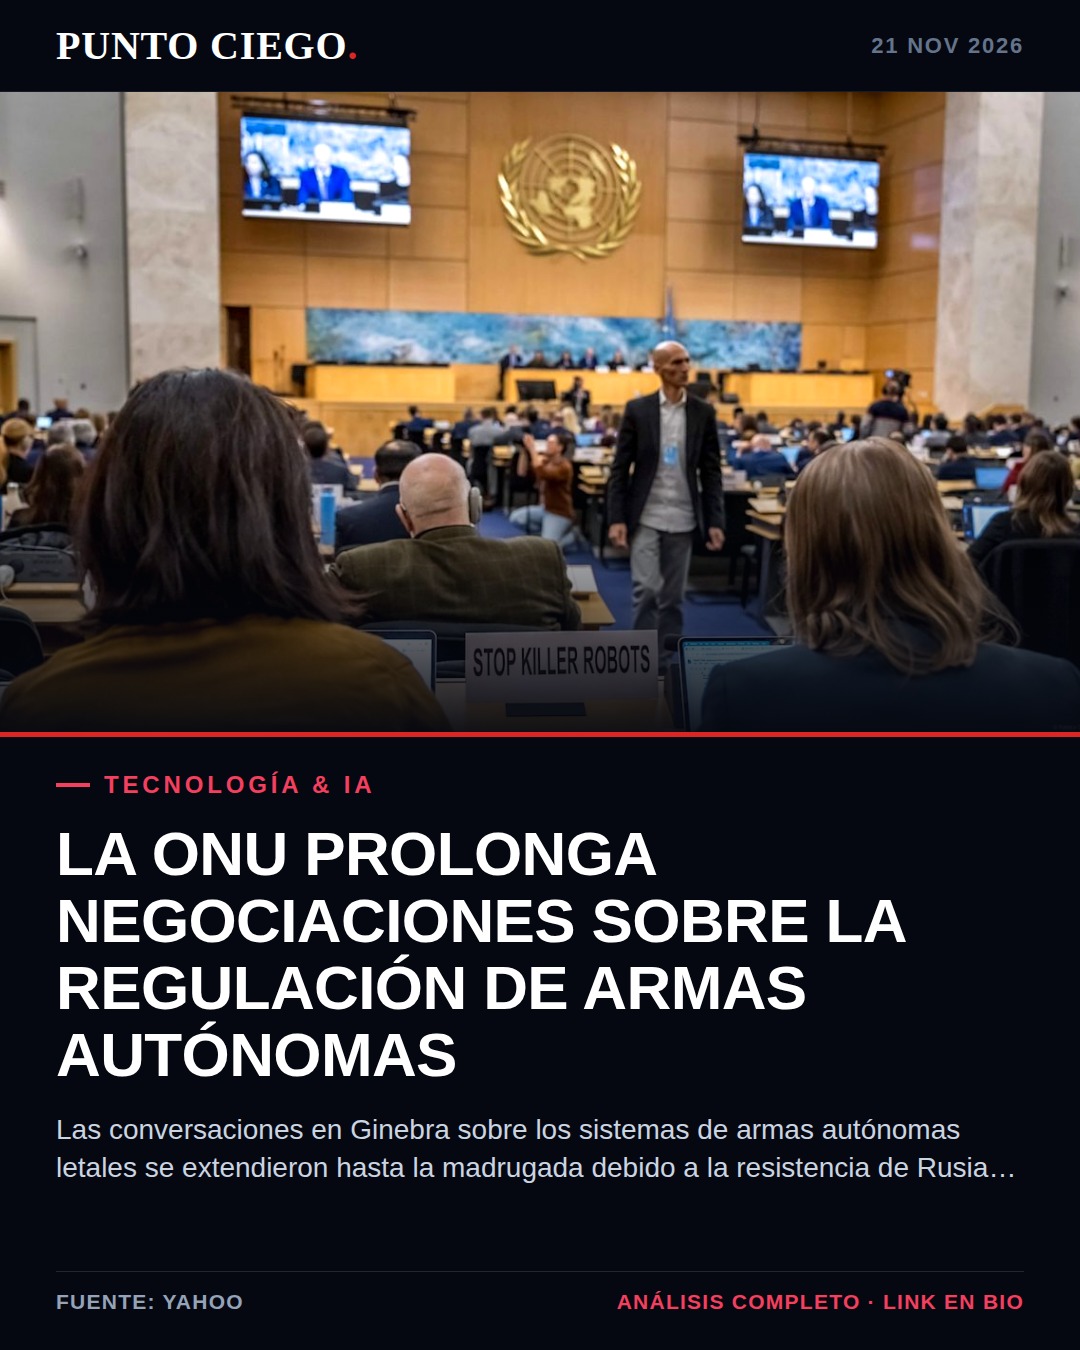 PUNTO CIEGO.
21 NOV 2026
STOP KILLER ROBOTS
TECNOLOGÍA & IA
LA ONU PROLONGA
NEGOCIACIONES SOBRE LA
REGULACIÓN DE ARMAS
AUTÓNOMAS
Las conversaciones en Ginebra sobre los sistemas de armas autónomas
letales se extendieron hasta la madrugada debido a la resistencia de Rusia…
FUENTE: YAHOO
ANÁLISIS COMPLETO · LINK EN BIO